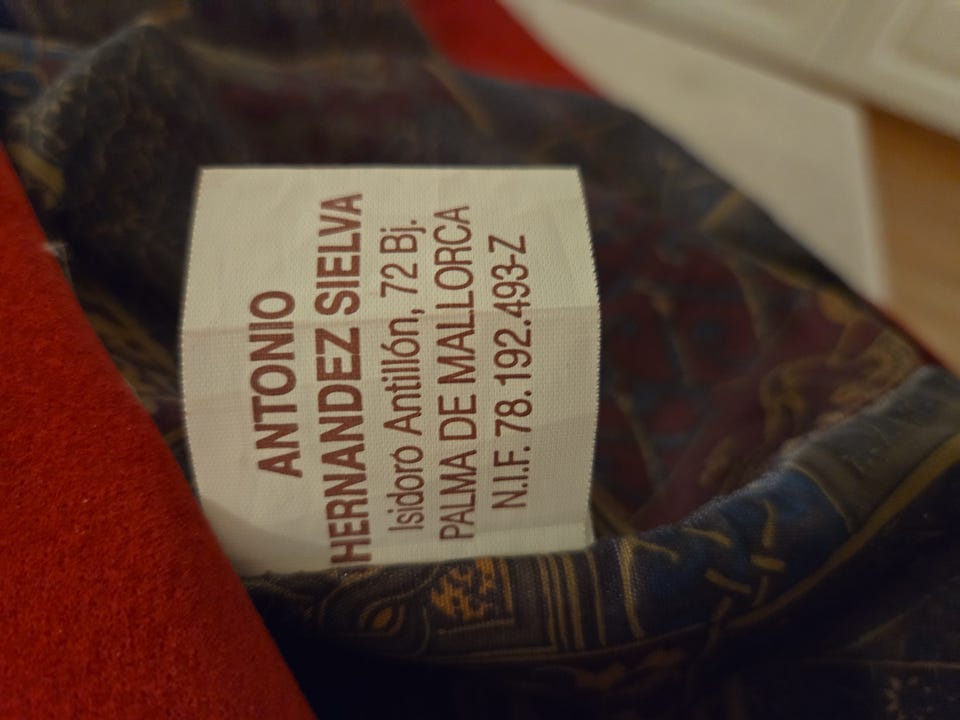 ANTONIO
HERNANDEZ SIELVA
Isidoro Antillón, 72 Bj.
PALMA DE MALLORCA
N.I.F. 78.192.493-Z